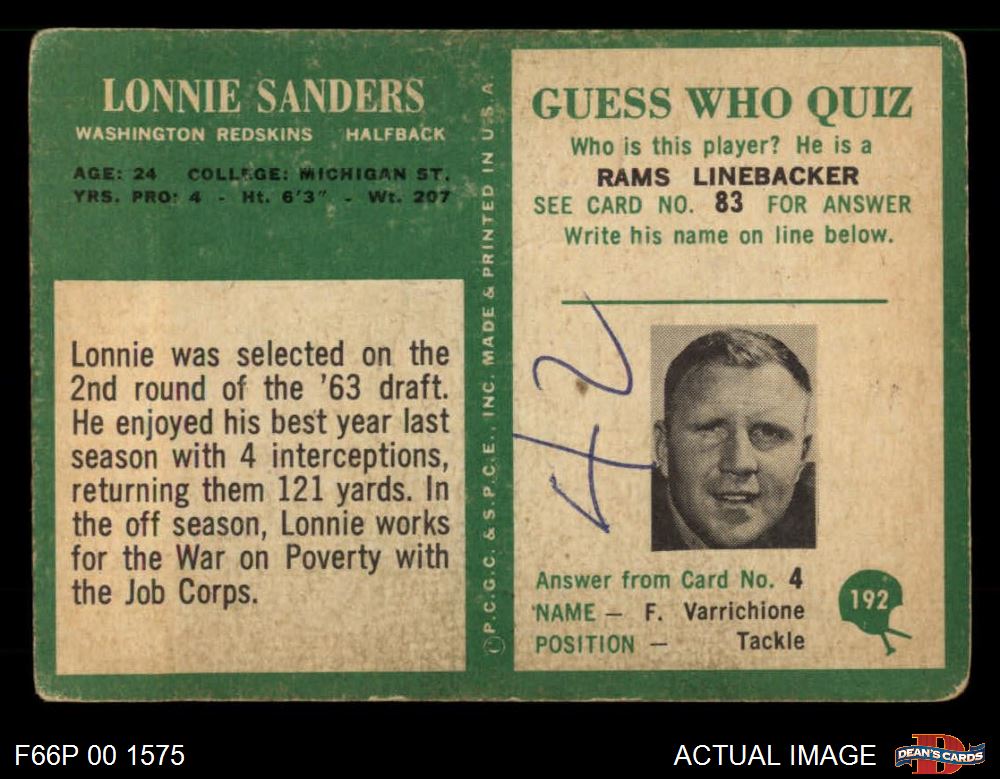 LONNIE SANDERS
WASHINGTON REDSKINS HALFBACK
AGE: 24 COLLEGE: MICHIGAN ST.
YRS. PRO: 4 - Ht. 6'3" - Wt. 207
Lonnie was selected on the
2nd round of the '63 draft.
He enjoyed his best year last
season with 4 interceptions,
returning them 121 yards. In
the off season, Lonnie works
for the War on Poverty with
the Job Corps.
©P.C.G.C. & S.P.C.E., INC. MADE & PRINTED IN U.S.A.
GUESS WHO QUIZ
Who is this player? He is a
RAMS LINEBACKER
SEE CARD NO. 83 FOR ANSWER
Write his name on line below.
42
Answer from Card No. 4
NAME — F. Varrichione
POSITION — Tackle
192
F66P 00 1575
ACTUAL IMAGE
DEAN'S CARDS